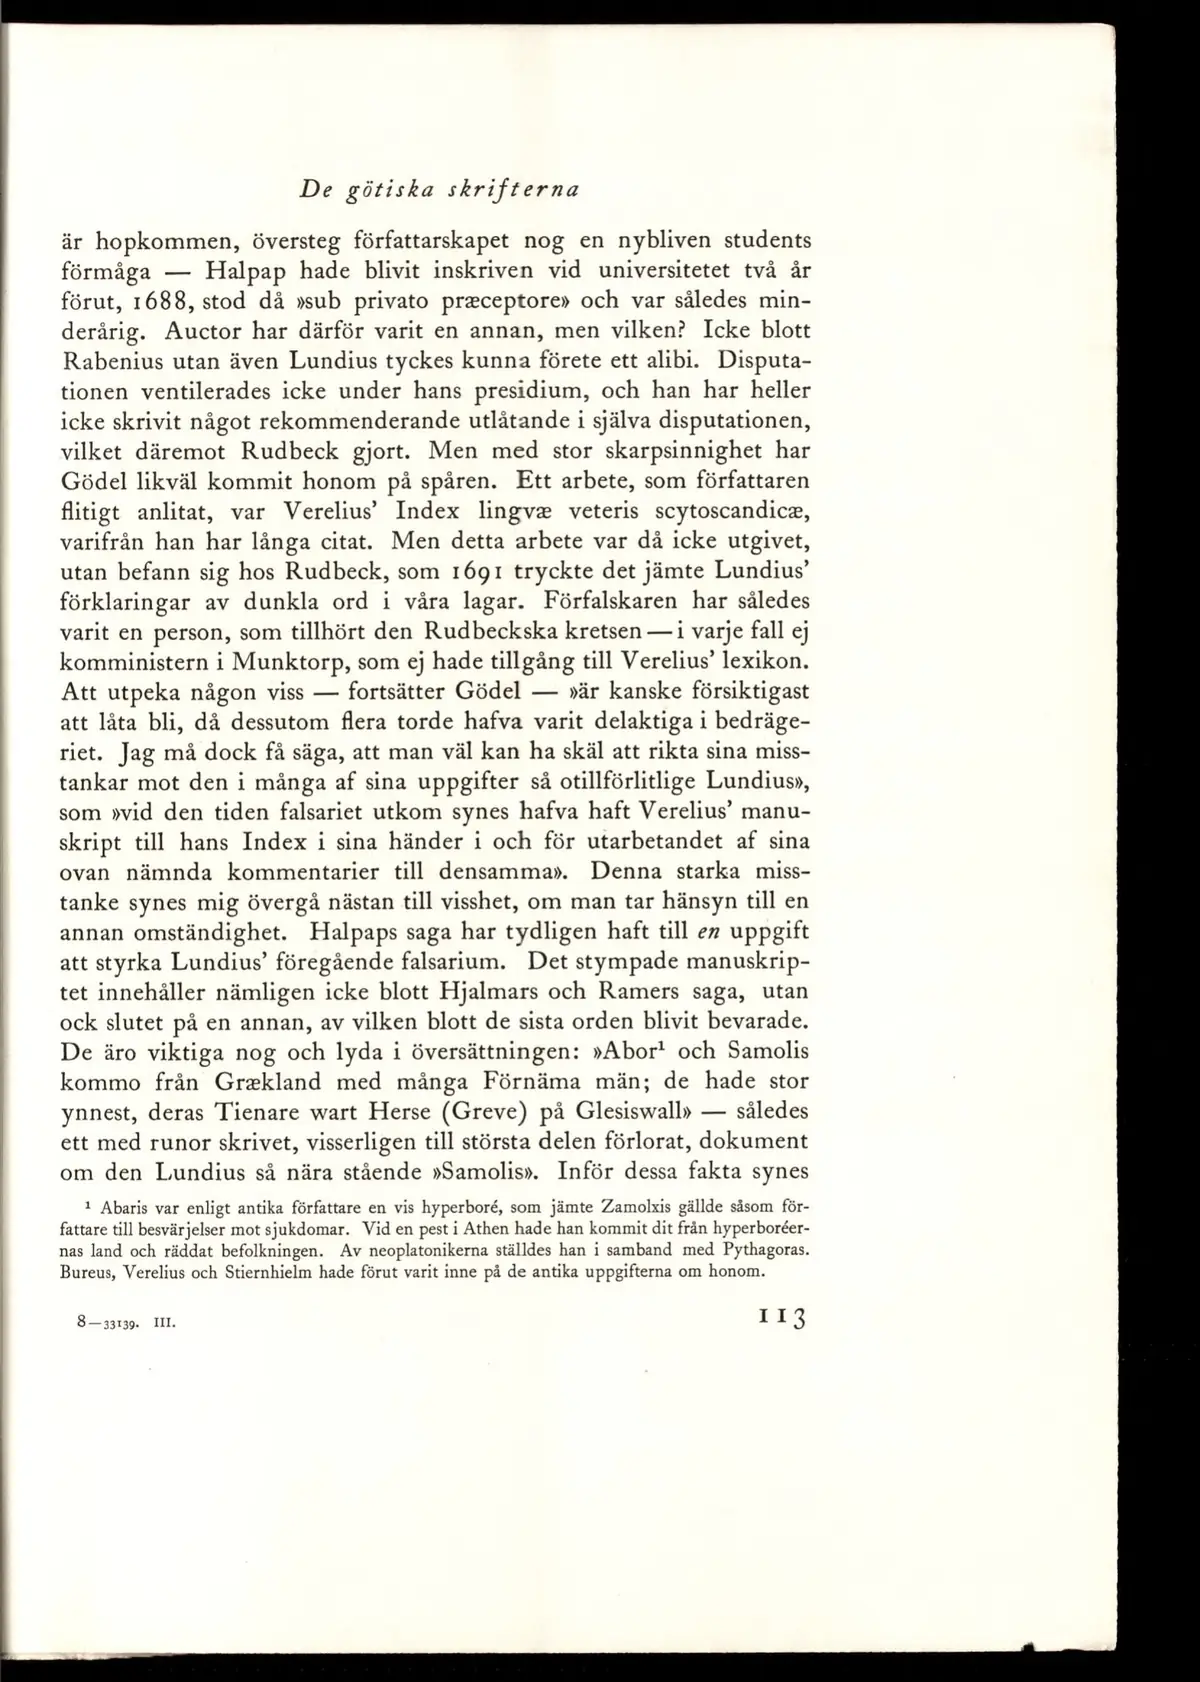 De götiska skrifterna
är hopkommen, översteg författarskapet nog en nybliven students
förmåga — Halpap hade blivit inskriven vid universitetet två år
förut, 1688, stod då »sub privato præceptore» och var således min-
derårig. Auctor har därför varit en annan, men vilken? Icke blott
Rabenius utan även Lundius tyckes kunna förete ett alibi. Disputa-
tionen ventilerades icke under hans presidium, och han har heller
icke skrivit något rekommenderande utlåtande i själva disputationen,
vilket däremot Rudbeck gjort. Men med stor skarpsinnighet har
Gödel likväl kommit honom på spåren. Ett arbete, som författaren
flitigt anlitat, var Verelius’ Index lingvæ veteris scytoscandicæ,
varifrån han har långa citat. Men detta arbete var då icke utgivet,
utan befann sig hos Rudbeck, som 1691 tryckte det jämte Lundius’
förklaringar av dunkla ord i våra lagar. Förfalskaren har således
varit en person, som tillhört den Rudbeckska kretsen — i varje fall ej
komministern i Munktorp, som ej hade tillgång till Verelius’ lexikon.
Att utpeka någon viss — fortsätter Gödel — »är kanske försiktigast
att låta bli, då dessutom flera torde hafva varit delaktiga i bedräge-
riet. Jag må dock få säga, att man väl kan ha skäl att rikta sina miss-
tankar mot den i många af sina uppgifter så otillförlitlige Lundius»,
som »vid den tiden falsariet utkom synes hafva haft Verelius’ manu-
skript till hans Index i sina händer i och för utarbetandet af sina
ovan nämnda kommentarier till densamma». Denna starka miss-
tanke synes mig övergå nästan till visshet, om man tar hänsyn till en
annan omständighet. Halpaps saga har tydligen haft till en uppgift
att styrka Lundius’ föregående falsarium. Det stympade manuskrip-
tet innehåller nämligen icke blott Hjalmars och Ramers saga, utan
ock slutet på en annan, av vilken blott de sista orden blivit bevarade.
De äro viktiga nog och lyda i översättningen: »Abor¹ och Samolis
kommo från Grækland med många Förnäma män; de hade stor
ynnest, deras Tienare wart Herse (Greve) på Glesiswall» — således
ett med runor skrivet, visserligen till största delen förlorat, dokument
om den Lundius så nära stående »Samolis». Inför dessa fakta synes
¹ Abaris var enligt antika författare en vis hyperboré, som jämte Zamolxis gällde såsom för-
fattare till besvärjelser mot sjukdomar. Vid en pest i Athen hade han kommit dit från hyperboréer-
nas land och räddat befolkningen. Av neoplatonikerna ställdes han i samband med Pythagoras.
Bureus, Verelius och Stiernhielm hade förut varit inne på de antika uppgifterna om honom.
8—33139. III.
113